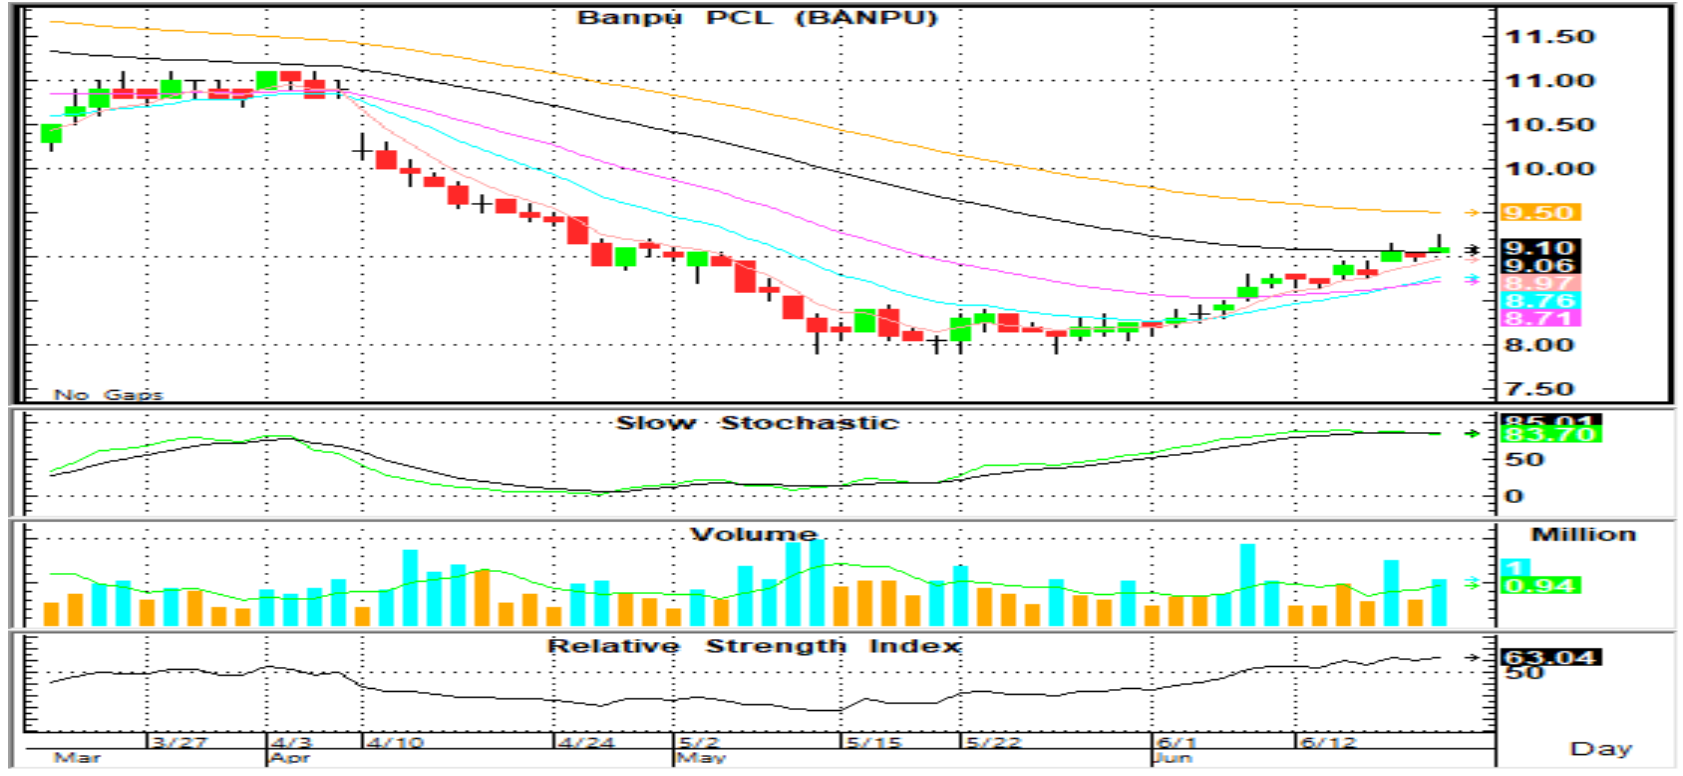 Banpu PCL (BANPU)
11.50
11.00
10.50
10.00
9.50
9.10
9.06
8.97
8.76
8.71
8.00
7.50
No Gaps
Slow Stochastic
85.01
83.70
50
0
Volume
Million
1
0.94
Relative Strength Index
63.04
50
3/27 4/3 4/10 4/24 5/2 5/15 5/22 6/1 6/12
Mar Apr May Jun
Day